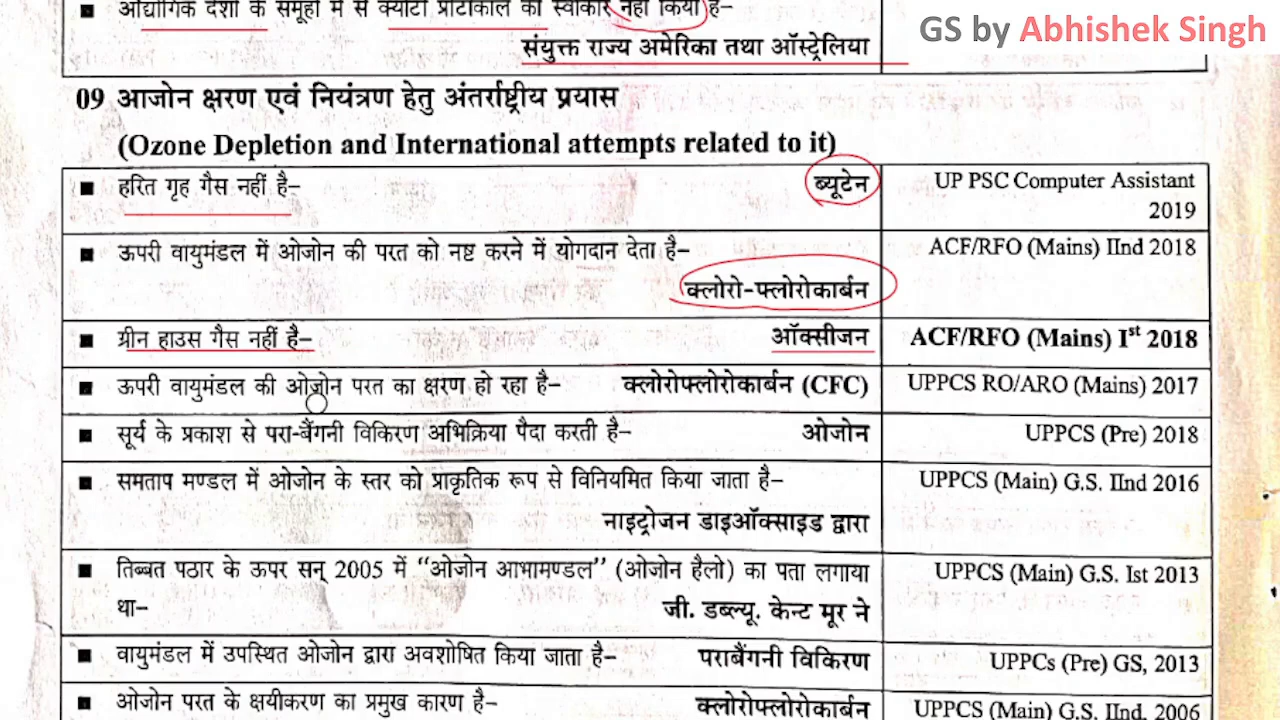 औद्योगिक देशों के समूहों में से क्योटो प्रोटोकॉल को स्वीकार नहीं किया है–
GS by Abhishek Singh
संयुक्त राज्य अमेरिका तथा ऑस्ट्रेलिया
09 आजोन क्षरण एवं नियंत्रण हेतु अंतर्राष्ट्रीय प्रयास
(Ozone Depletion and International attempts related to it)
■ हरित गृह गैस नहीं है– ब्यूटेन UP PSC Computer Assistant
2019
■ ऊपरी वायुमंडल में ओजोन की परत को नष्ट करने में योगदान देता है– ACF/RFO (Mains) IInd 2018
क्लोरो-फ्लोरोकार्बन
■ ग्रीन हाउस गैस नहीं है– ऑक्सीजन ACF/RFO (Mains) Ist 2018
■ ऊपरी वायुमंडल की ओज़ोन परत का क्षरण हो रहा है– क्लोरोफ्लोरोकार्बन (CFC) UPPCS RO/ARO (Mains) 2017
■ सूर्य के प्रकाश से परा-बैंगनी विकिरण अभिक्रिया पैदा करती है– ओजोन UPPCS (Pre) 2018
■ समताप मण्डल में ओजोन के स्तर को प्राकृतिक रूप से विनियमित किया जाता है– UPPCS (Main) G.S. IInd 2016
नाइट्रोजन डाइऑक्साइड द्वारा
■ तिब्बत पठार के ऊपर सन् 2005 में “ओजोन आभामण्डल” (ओजोन हैलो) का पता लगाया UPPCS (Main) G.S. Ist 2013
था– जी. डब्ल्यू. केन्ट मूर ने
■ वायुमंडल में उपस्थित ओजोन द्वारा अवशोषित किया जाता है– पराबैंगनी विकिरण UPPCs (Pre) GS, 2013
■ ओजोन परत के क्षयीकरण का प्रमुख कारण है– क्लोरोफ्लोरोकार्बन UPPCS (Main) G.S. IInd, 2006